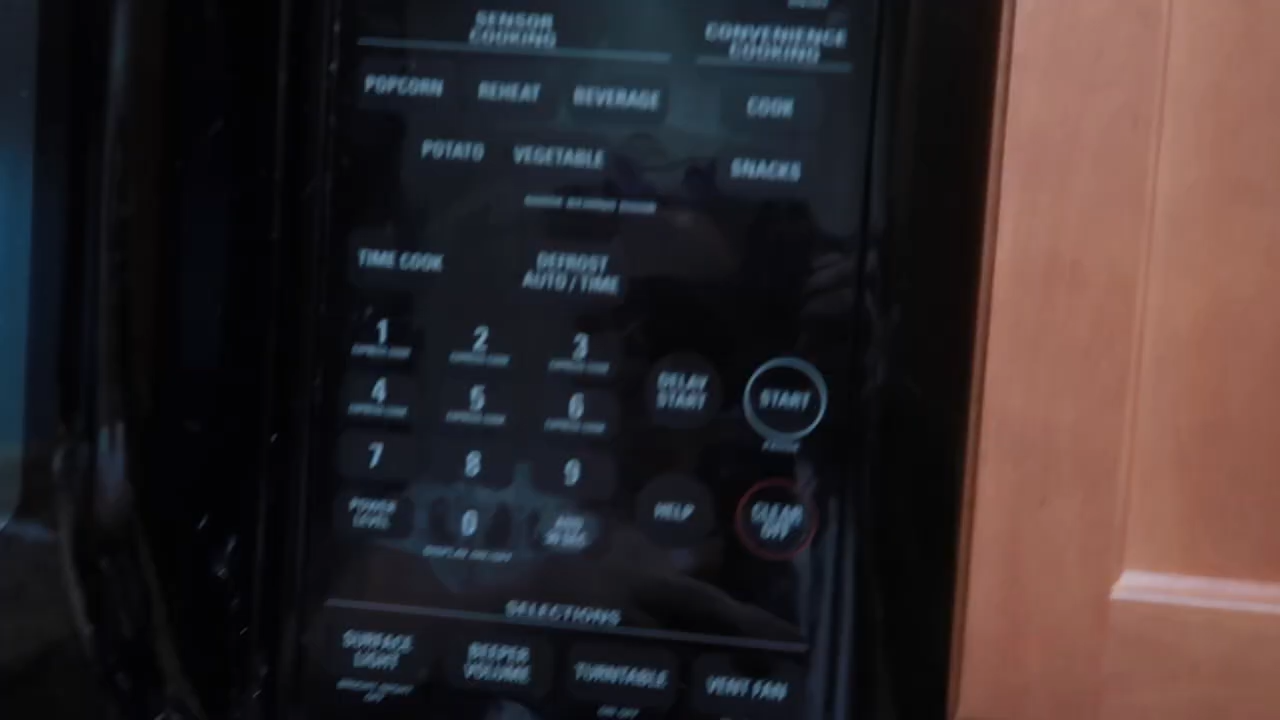 SENSOR
COOKING
CONVENIENCE
COOKING
POPCORN REHEAT BEVERAGE COOK
POTATO VEGETABLE SNACKS
TIME COOK
DEFROST
AUTO / TIME
1 2 3
4 5 6
DELAY
START
START
7 8 9
POWER
LEVEL
0
HELP
CLEAR
OFF
SELECTIONS
SURFACE
LIGHT
BEEPER
VOLUME
TURNTABLE
VENT FAN